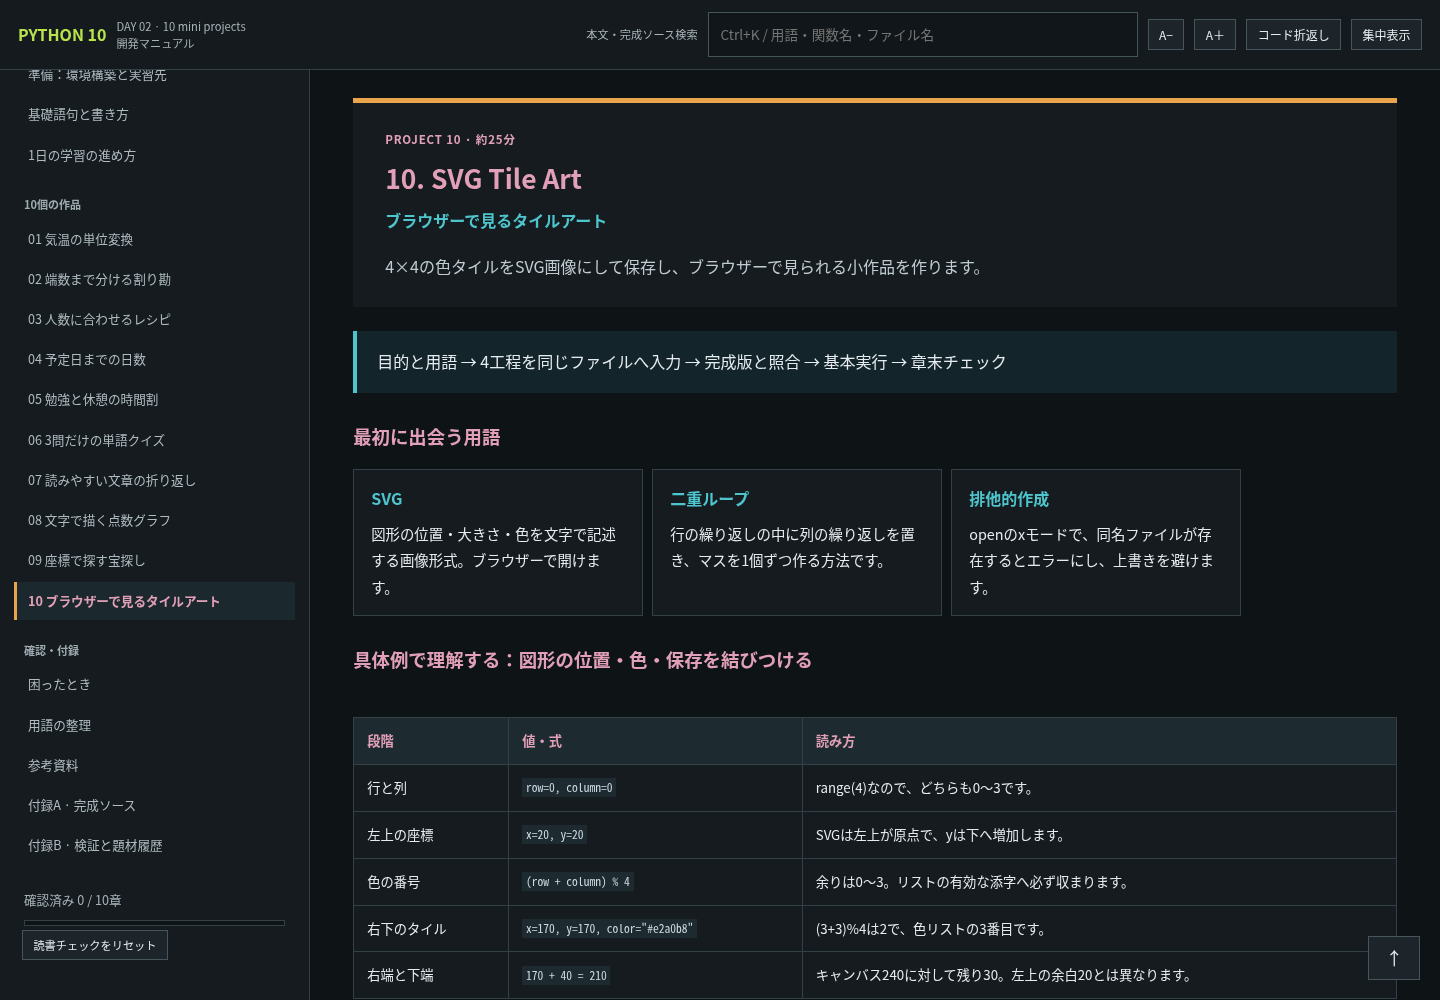 PYTHON 10
DAY 02 · 10 mini projects
開発マニュアル
本文・完成ソース検索
Ctrl+K / 用語・関数名・ファイル名
A−
A＋
コード折返し
集中表示
準備：環境構築と実習先
基礎語句と書き方
1日の学習の進め方
10個の作品
01 気温の単位変換
02 端数まで分ける割り勘
03 人数に合わせるレシピ
04 予定日までの日数
05 勉強と休憩の時間割
06 3問だけの単語クイズ
07 読みやすい文章の折り返し
08 文字で描く点数グラフ
09 座標で探す宝探し
10 ブラウザーで見るタイルアート
確認・付録
困ったとき
用語の整理
参考資料
付録A · 完成ソース
付録B · 検証と題材履歴
確認済み 0 / 10章
読書チェックをリセット
PROJECT 10 · 約25分
10. SVG Tile Art
ブラウザーで見るタイルアート
4×4の色タイルをSVG画像にして保存し、ブラウザーで見られる小作品を作ります。
目的と用語 → 4工程を同じファイルへ入力 → 完成版と照合 → 基本実行 → 章末チェック
最初に出会う用語
SVG
図形の位置・大きさ・色を文字で記述
する画像形式。ブラウザーで開けま
す。
二重ループ
行の繰り返しの中に列の繰り返しを置
き、マスを1個ずつ作る方法です。
排他的作成
openのxモードで、同名ファイルが存
在するとエラーにし、上書きを避けま
す。
具体例で理解する：図形の位置・色・保存を結びつける
段階 値・式 読み方
行と列 row=0, column=0 range(4)なので、どちらも0〜3です。
左上の座標 x=20, y=20 SVGは左上が原点で、yは下へ増加します。
色の番号 (row + column) % 4 余りは0〜3。リストの有効な添字へ必ず収まります。
右下のタイル x=170, y=170, color="#e2a0b8" (3+3)%4は2で、色リストの3番目です。
右端と下端 170 + 40 = 210 キャンバス240に対して残り30。左上の余白20とは異なります。
↑